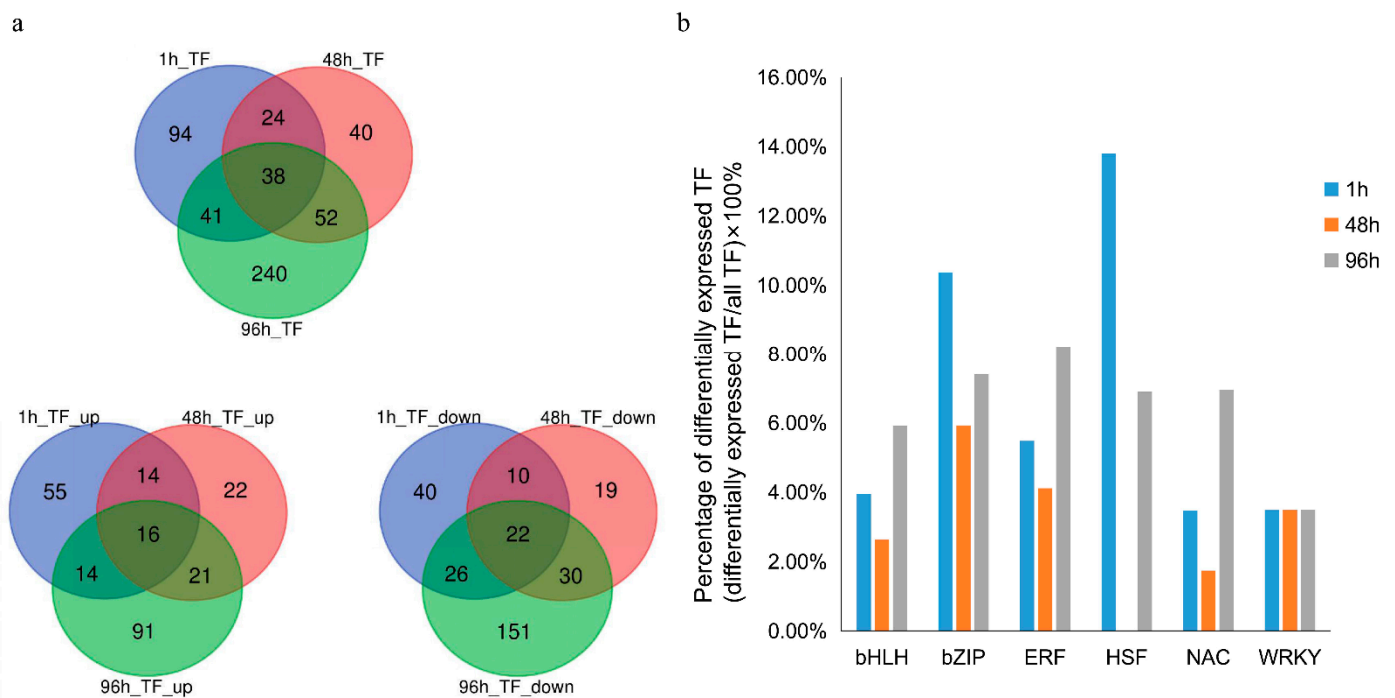 a
1h_TF
48h_TF
94
24
40
38
41
52
240
96h_TF
1h_TF_up
48h_TF_up
55
14
22
16
14
21
91
96h_TF_up
1h_TF_down
48h_TF_down
40
10
19
22
26
30
151
96h_TF_down
b
Percentage of differentially expressed TF
(differentially expressed TF/all TF)×100%
16.00%
14.00%
12.00%
10.00%
8.00%
6.00%
4.00%
2.00%
0.00%
bHLH
bZIP
ERF
HSF
NAC
WRKY
1h
48h
96h